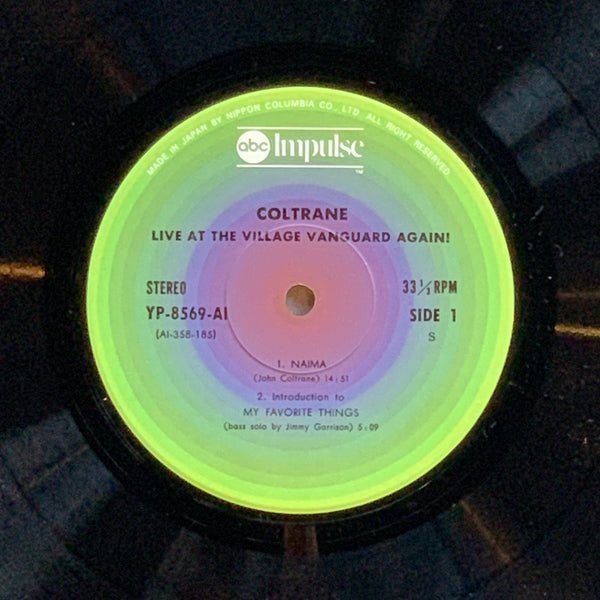 MADE IN JAPAN BY NIPPON COLUMBIA CO., LTD. ALL RIGHT RESERVED.
abc Impulse
TM
COLTRANE
LIVE AT THE VILLAGE VANGUARD AGAIN!
STEREO 33 1/3 RPM
YP-8569-AI SIDE 1
(AI-358-185) S
1. NAIMA
(John Coltrane) 14:51
2. Introduction to
MY FAVORITE THINGS
(bass solo by Jimmy Garrison) 5:09